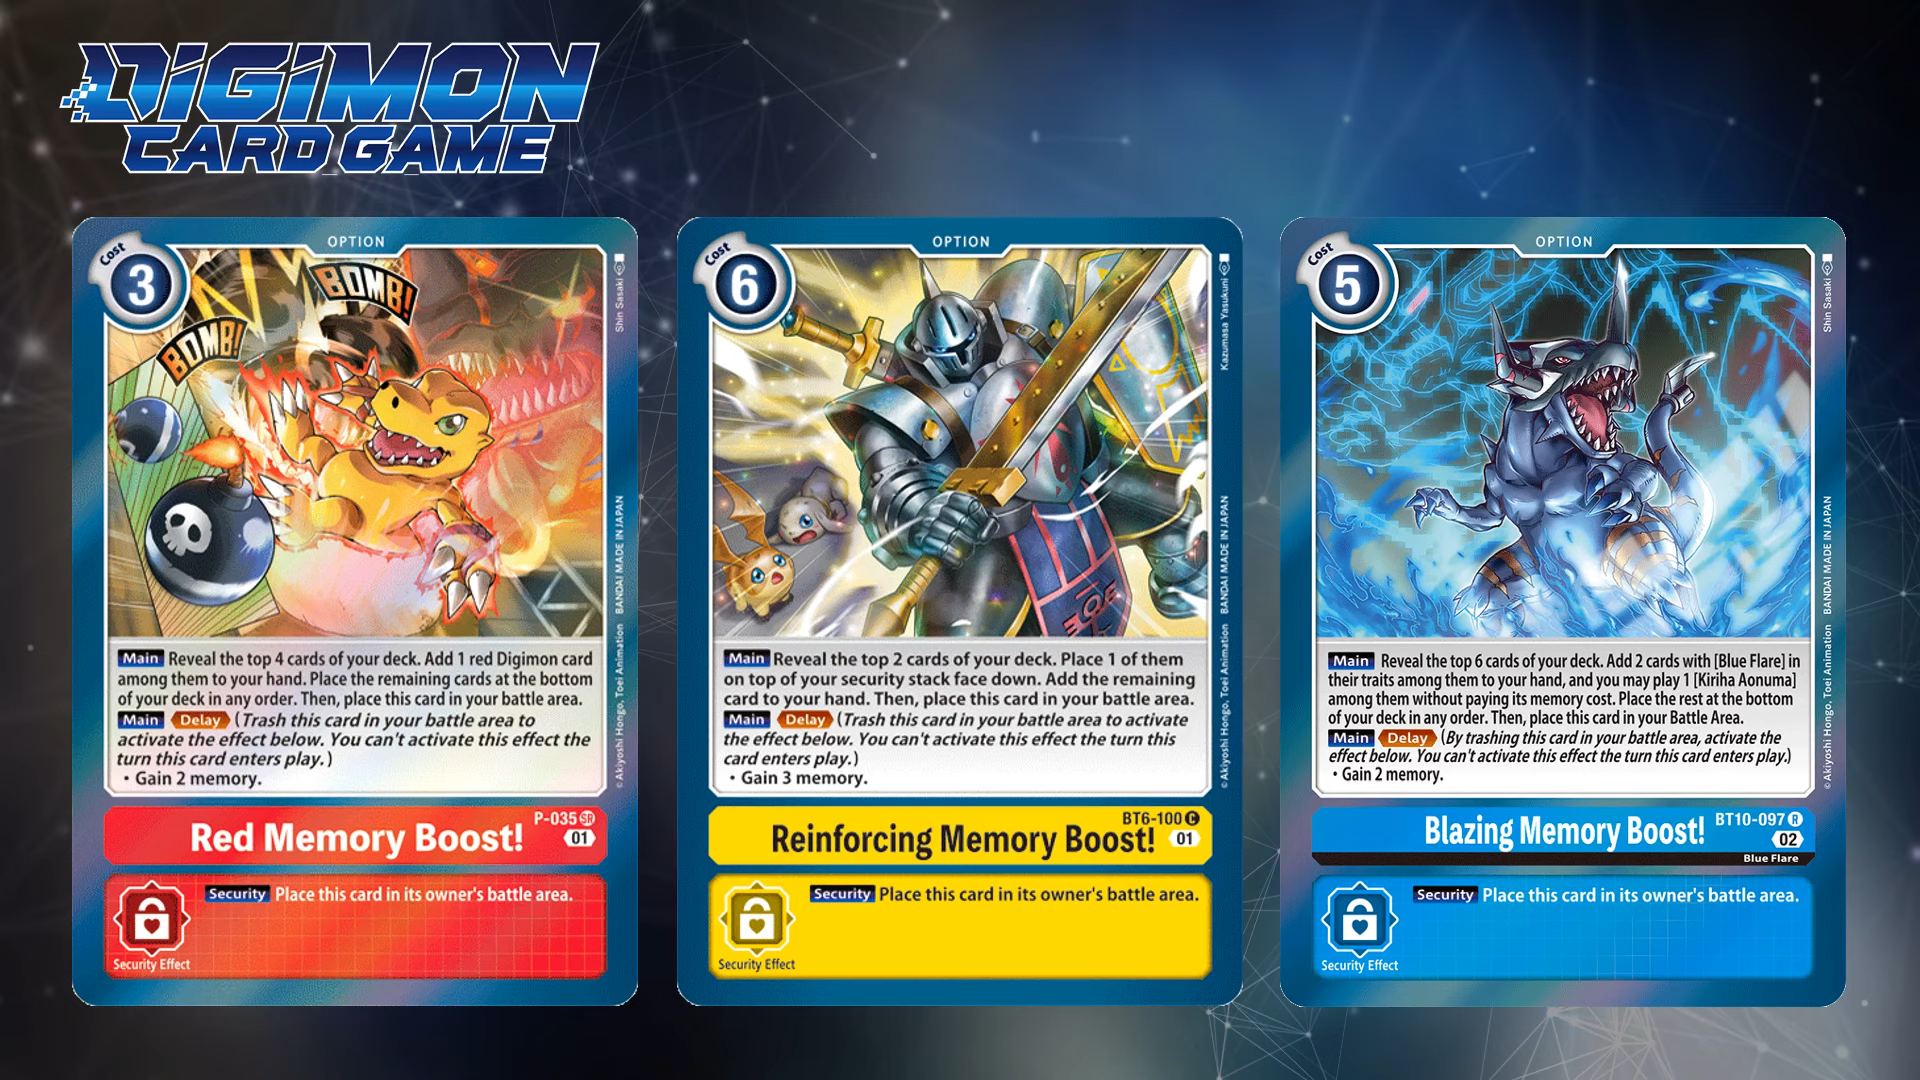 DIGIMON
CARD GAME
Cost
3
OPTION
BOMB!
BOMB!
Shin Sasaki
© Akiyoshi Hongo, Toei Animation BANDAI MADE IN JAPAN
Main Reveal the top 4 cards of your deck. Add 1 red Digimon card
among them to your hand. Place the remaining cards at the bottom
of your deck in any order. Then, place this card in your battle area.
Main Delay (Trash this card in your battle area to
activate the effect below. You can't activate this effect the
turn this card enters play.)
・Gain 2 memory.
P-035 SR
Red Memory Boost!
01
Security Place this card in its owner's battle area.
Security Effect
Cost
6
OPTION
Kazumasa Yasukuni
© Akiyoshi Hongo, Toei Animation BANDAI MADE IN JAPAN
Main Reveal the top 2 cards of your deck. Place 1 of them
on top of your security stack face down. Add the remaining
card to your hand. Then, place this card in your battle area.
Main Delay (Trash this card in your battle area to activate
the effect below. You can't activate this effect the turn this
card enters play.)
・Gain 3 memory.
BT6-100 C
Reinforcing Memory Boost!
01
Security Place this card in its owner's battle area.
Security Effect
Cost
5
OPTION
Shin Sasaki
© Akiyoshi Hongo, Toei Animation BANDAI MADE IN JAPAN
Main Reveal the top 6 cards of your deck. Add 2 cards with [Blue Flare] in
their traits among them to your hand, and you may play 1 [Kiriha Aonuma]
among them without paying its memory cost. Place the rest at the bottom
of your deck in any order. Then, place this card in your Battle Area.
Main Delay (By trashing this card in your battle area, activate the
effect below. You can't activate this effect the turn this card enters play.)
・Gain 2 memory.
BT10-097 R
Blazing Memory Boost!
02
Blue Flare
Security Place this card in its owner's battle area.
Security Effect